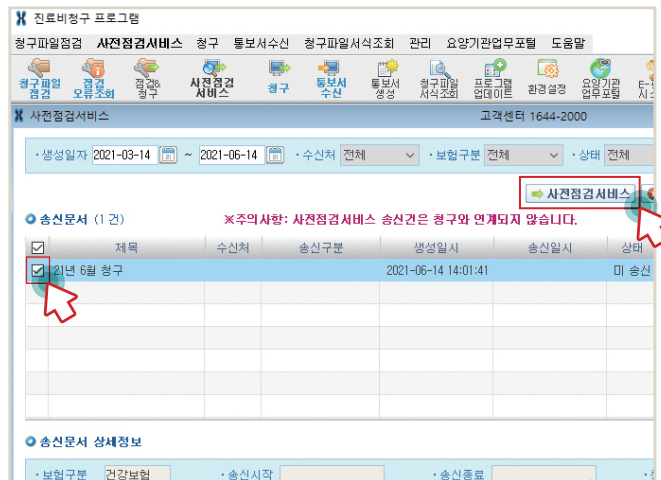 진료비청구 프로그램
청구파일점검 사전점검서비스 청구 통보서수신 청구파일서식조회 관리 요양기관업무포털 도움말
청구파일 점검 점검 오류조회 점검& 청구 사전점검 서비스 청구 통보서 수신 통보서 생성 청구파일 서식조회 프로그램 업데이트 환경설정 요양기관 업무포털
사전점검서비스 고객센터 1644-2000
· 생성일자 2021-03-14 ~ 2021-06-14 · 수신처 전체 · 보험구분 전체 · 상태 전체
사전점검서비스
송신문서 (1 건) ※주의사항: 사전점검서비스 송신건은 청구와 연계되지 않습니다.
제목 수신처 송신구분 생성일시 송신일시 상태
21년 6월 청구 2021-06-14 14:01:41 미 송신
송신문서 상세정보
· 보험구분 건강보험 · 송신시작 · 송신종료